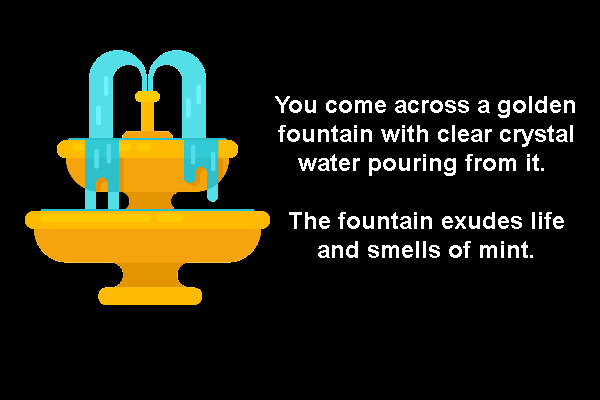 You come across a golden
fountain with clear crystal
water pouring from it.
The fountain exudes life
and smells of mint.